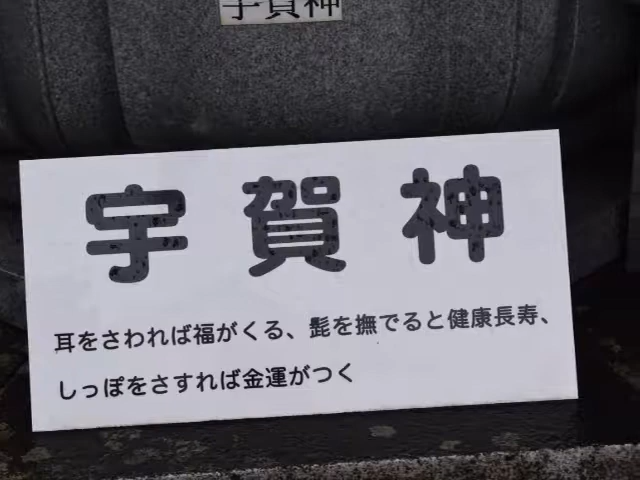 宇賀神
宇賀神
耳をさわれば福がくる、髭を撫でると健康長寿、
しっぽをさすれば金運がつく